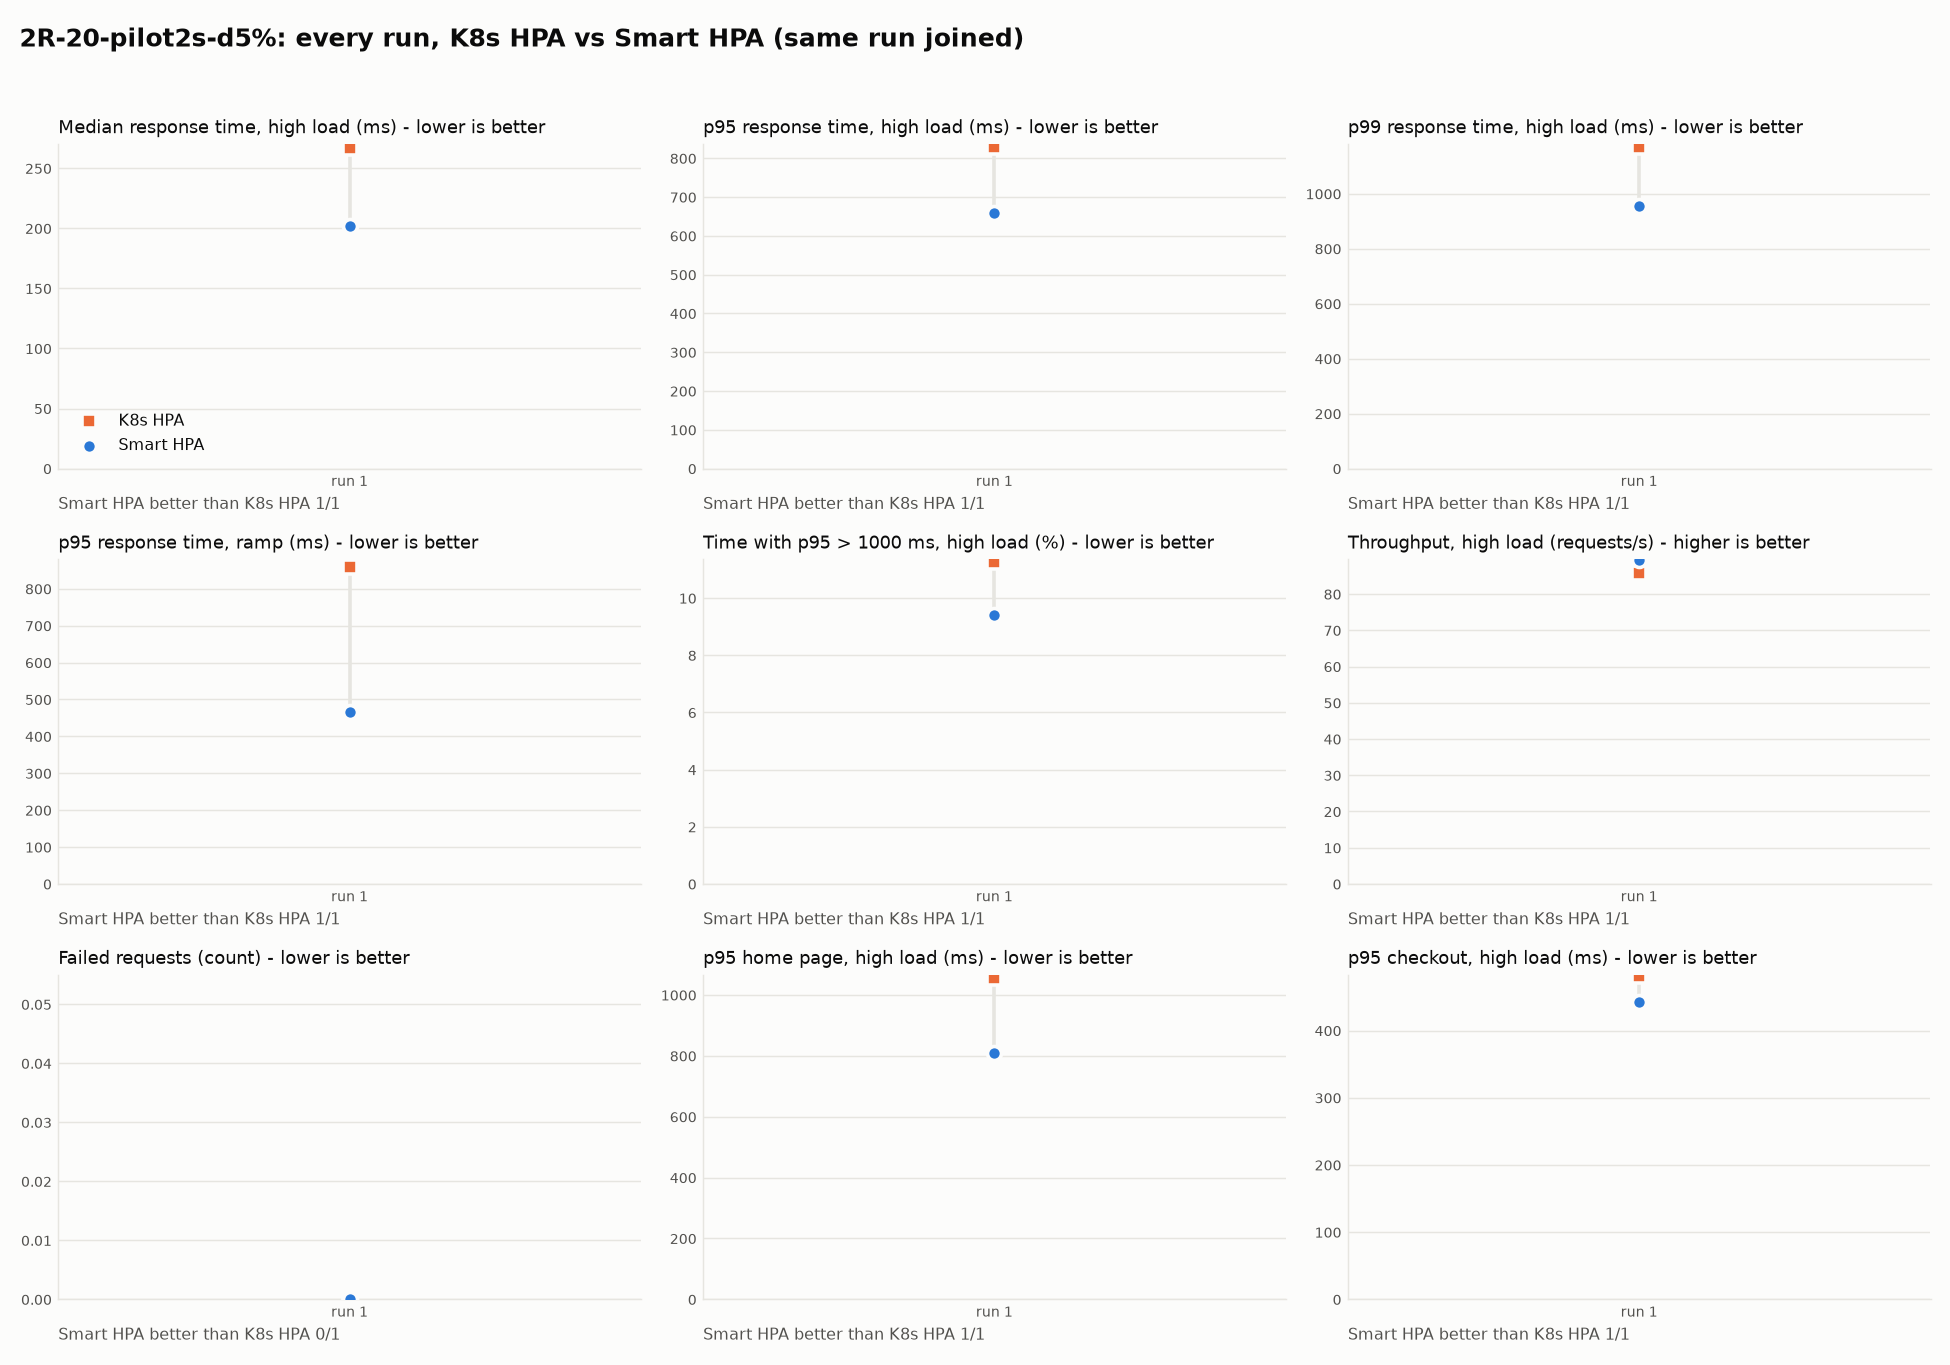 2R-20-pilot2s-d5%: every run, K8s HPA vs Smart HPA (same run joined)
Median response time, high load (ms) - lower is better
250
200
150
100
50
0
K8s HPA
Smart HPA
run 1
Smart HPA better than K8s HPA 1/1
p95 response time, high load (ms) - lower is better
800
700
600
500
400
300
200
100
0
run 1
Smart HPA better than K8s HPA 1/1
p99 response time, high load (ms) - lower is better
1000
800
600
400
200
0
run 1
Smart HPA better than K8s HPA 1/1
p95 response time, ramp (ms) - lower is better
800
700
600
500
400
300
200
100
0
run 1
Smart HPA better than K8s HPA 1/1
Time with p95 > 1000 ms, high load (%) - lower is better
10
8
6
4
2
0
run 1
Smart HPA better than K8s HPA 1/1
Throughput, high load (requests/s) - higher is better
80
70
60
50
40
30
20
10
0
run 1
Smart HPA better than K8s HPA 1/1
Failed requests (count) - lower is better
0.05
0.04
0.03
0.02
0.01
0.00
run 1
Smart HPA better than K8s HPA 0/1
p95 home page, high load (ms) - lower is better
1000
800
600
400
200
0
run 1
Smart HPA better than K8s HPA 1/1
p95 checkout, high load (ms) - lower is better
400
300
200
100
0
run 1
Smart HPA better than K8s HPA 1/1